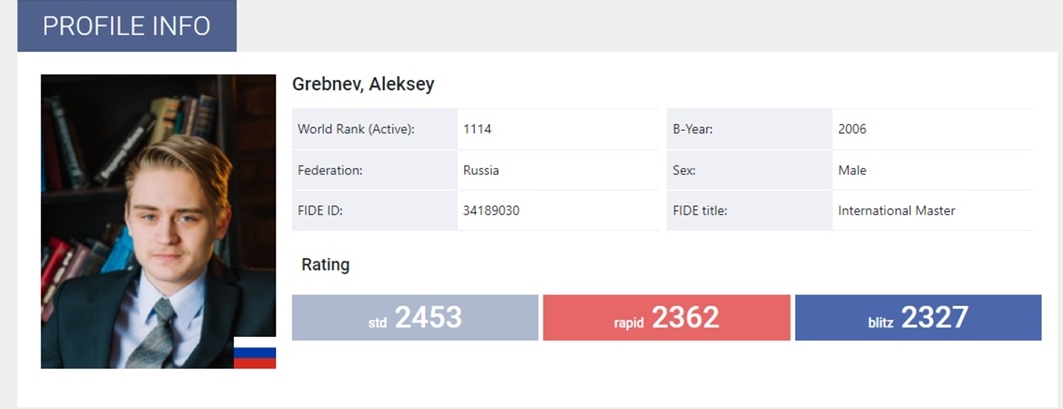 PROFILE INFO
Grebnev, Aleksey
World Rank (Active): 1114 B-Year: 2006
Federation: Russia Sex: Male
FIDE ID: 34189030 FIDE title: International Master
Rating
std 2453 rapid 2362 blitz 2327